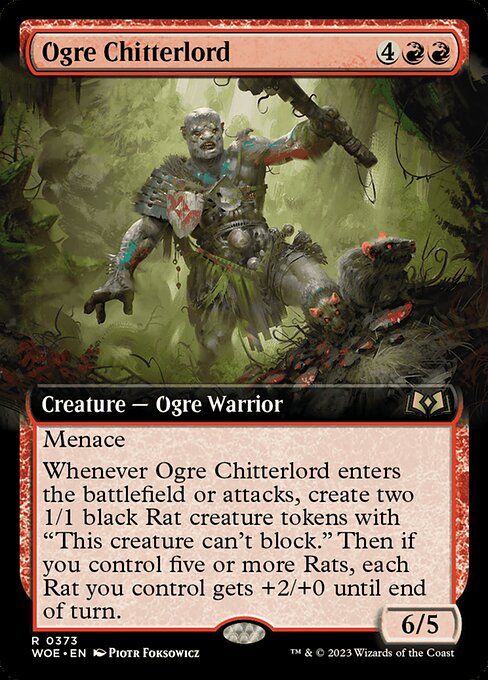 Ogre Chitterlord 4
Creature — Ogre Warrior
Menace
Whenever Ogre Chitterlord enters
the battlefield or attacks, create two
1/1 black Rat creature tokens with
“This creature can’t block.” Then if
you control five or more Rats, each
Rat you control gets +2/+0 until end
of turn.
6/5
R 0373
WOE • EN Piotr Foksowicz
™ & © 2023 Wizards of the Coast